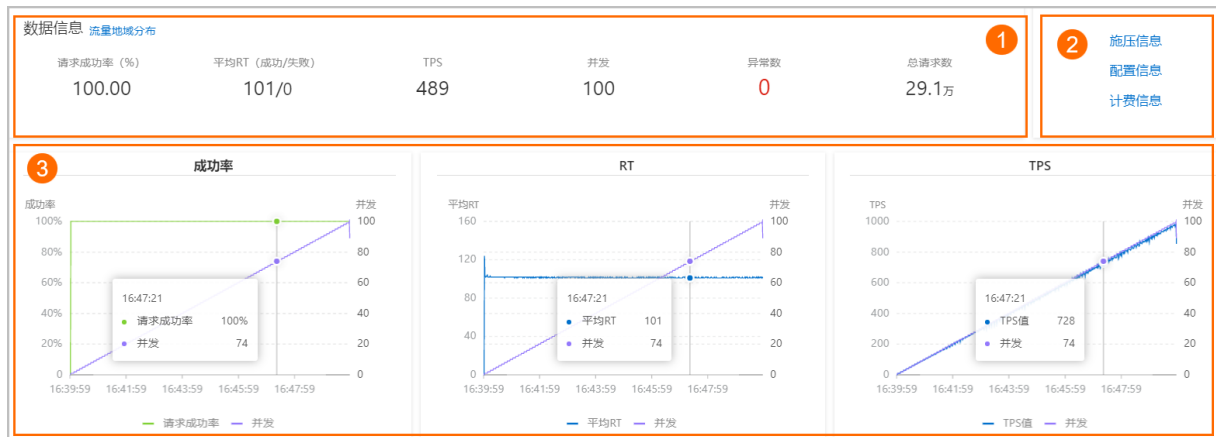 数据信息 流量地域分布
请求成功率（%） 平均RT（成功/失败） TPS 并发 异常数 总请求数
100.00 101/0 489 100 0 29.1万
1
2
施压信息
配置信息
计费信息
3
成功率
成功率 并发
100% 100
80% 80
60% 60
40% 40
20% 20
0 0
16:47:21
请求成功率 100%
并发 74
16:39:59 16:41:59 16:43:59 16:45:59 16:47:59
请求成功率 并发
RT
平均RT 并发
160 100
120 80
80 60
40 40
0 20
0
16:47:21
平均RT 101
并发 74
16:39:59 16:41:59 16:43:59 16:45:59 16:47:59
平均RT 并发
TPS
TPS 并发
1000 100
800 80
600 60
400 40
200 20
0 0
16:47:21
TPS值 728
并发 74
16:39:59 16:41:59 16:43:59 16:45:59 16:47:59
TPS值 并发